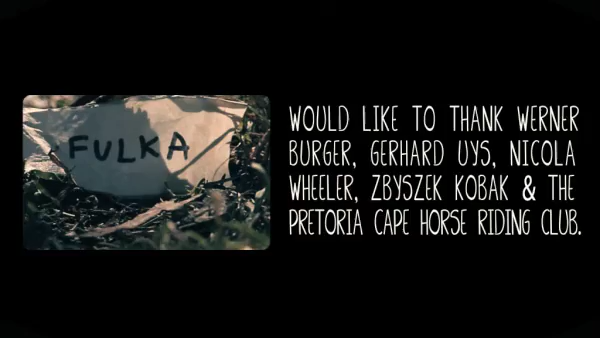 FULKA
WOULD LIKE TO THANK WERNER
BURGER, GERHARD UYS, NICOLA
WHEELER, ZBYSZEK KOBAK & THE
PRETORIA CAPE HORSE RIDING CLUB.